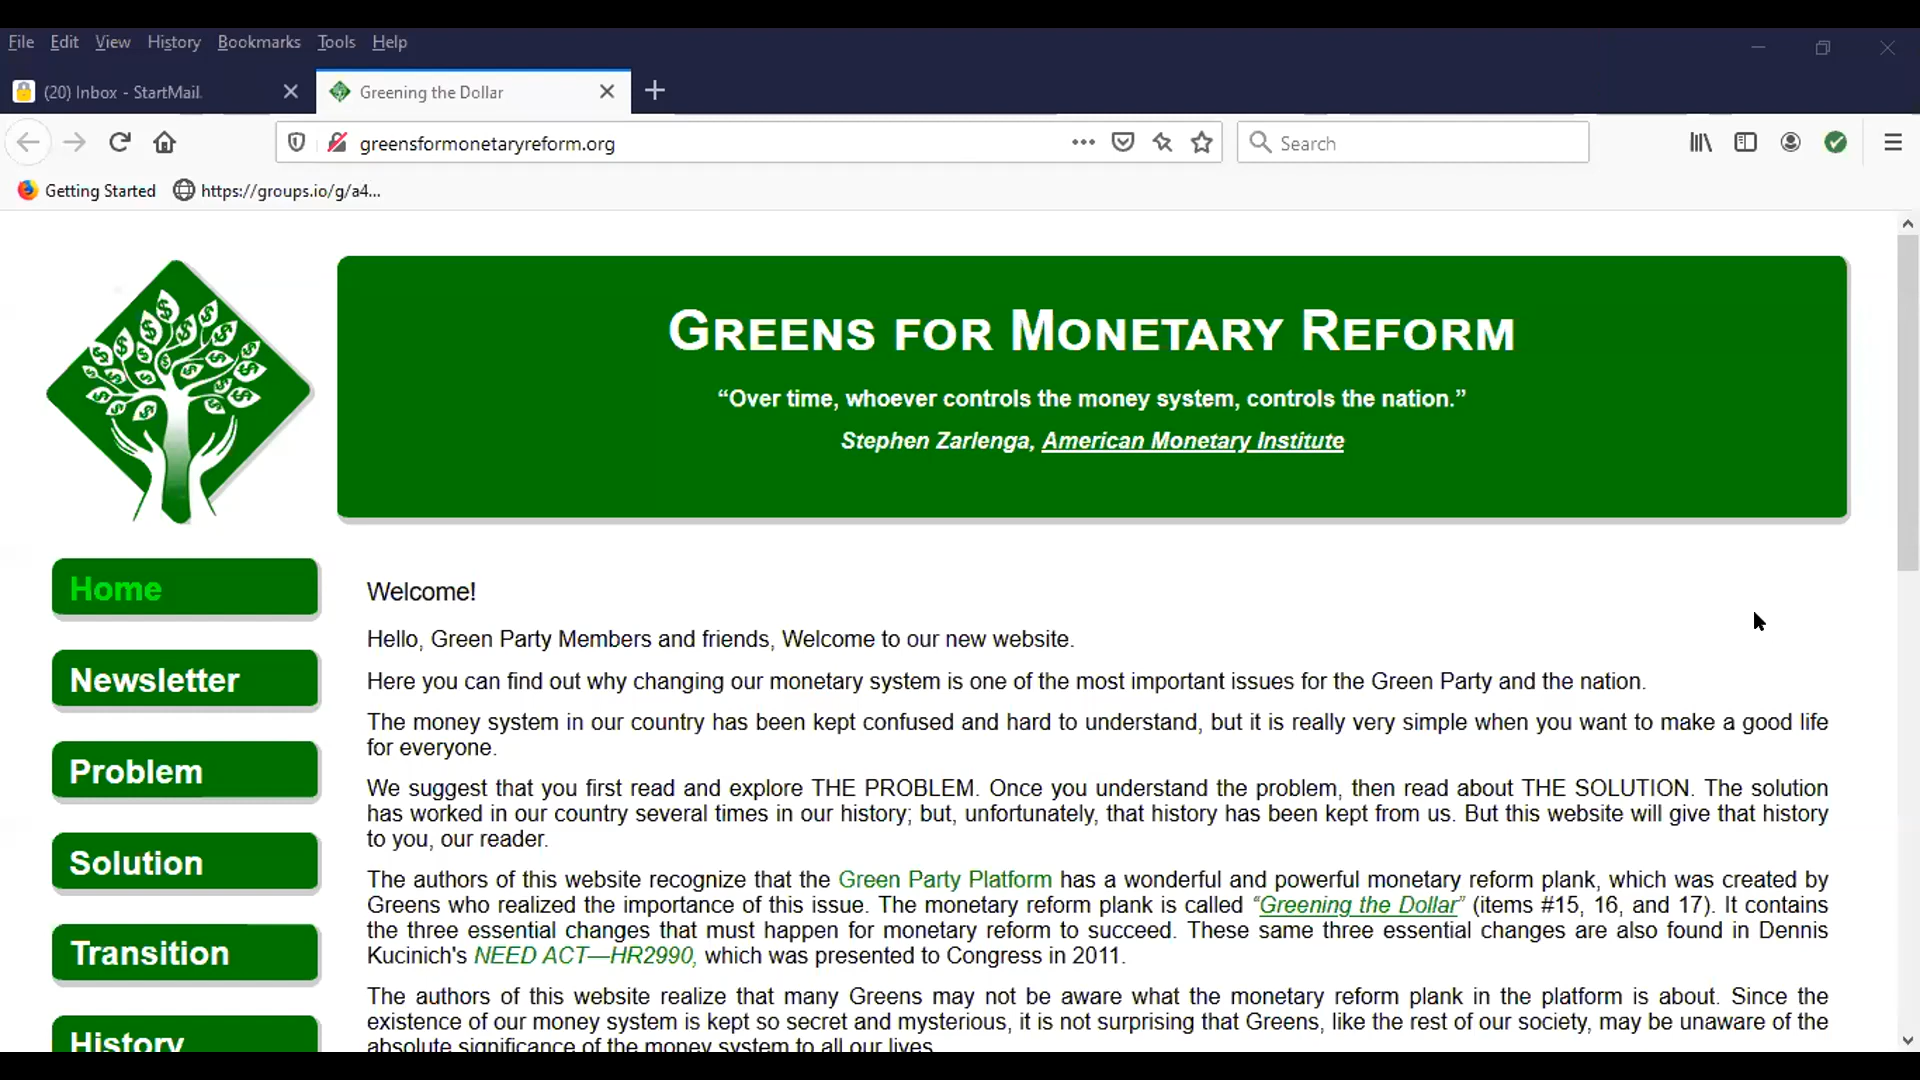 File Edit View History Bookmarks Tools Help
(20) Inbox - StartMail
Greening the Dollar
greensformonetaryreform.org
Search
Getting Started
https://groups.io/g/a4...
GREENS FOR MONETARY REFORM
“Over time, whoever controls the money system, controls the nation.”
Stephen Zarlenga, American Monetary Institute
Home
Newsletter
Problem
Solution
Transition
History
Welcome!
Hello, Green Party Members and friends, Welcome to our new website.
Here you can find out why changing our monetary system is one of the most important issues for the Green Party and the nation.
The money system in our country has been kept confused and hard to understand, but it is really very simple when you want to make a good life
for everyone.
We suggest that you first read and explore THE PROBLEM. Once you understand the problem, then read about THE SOLUTION. The solution
has worked in our country several times in our history; but, unfortunately, that history has been kept from us. But this website will give that history
to you, our reader.
The authors of this website recognize that the Green Party Platform has a wonderful and powerful monetary reform plank, which was created by
Greens who realized the importance of this issue. The monetary reform plank is called “Greening the Dollar” (items #15, 16, and 17). It contains
the three essential changes that must happen for monetary reform to succeed. These same three essential changes are also found in Dennis
Kucinich's NEED ACT—HR2990, which was presented to Congress in 2011.
The authors of this website realize that many Greens may not be aware what the monetary reform plank in the platform is about. Since the
existence of our money system is kept so secret and mysterious, it is not surprising that Greens, like the rest of our society, may be unaware of the
absolute significance of the money system to all our lives.